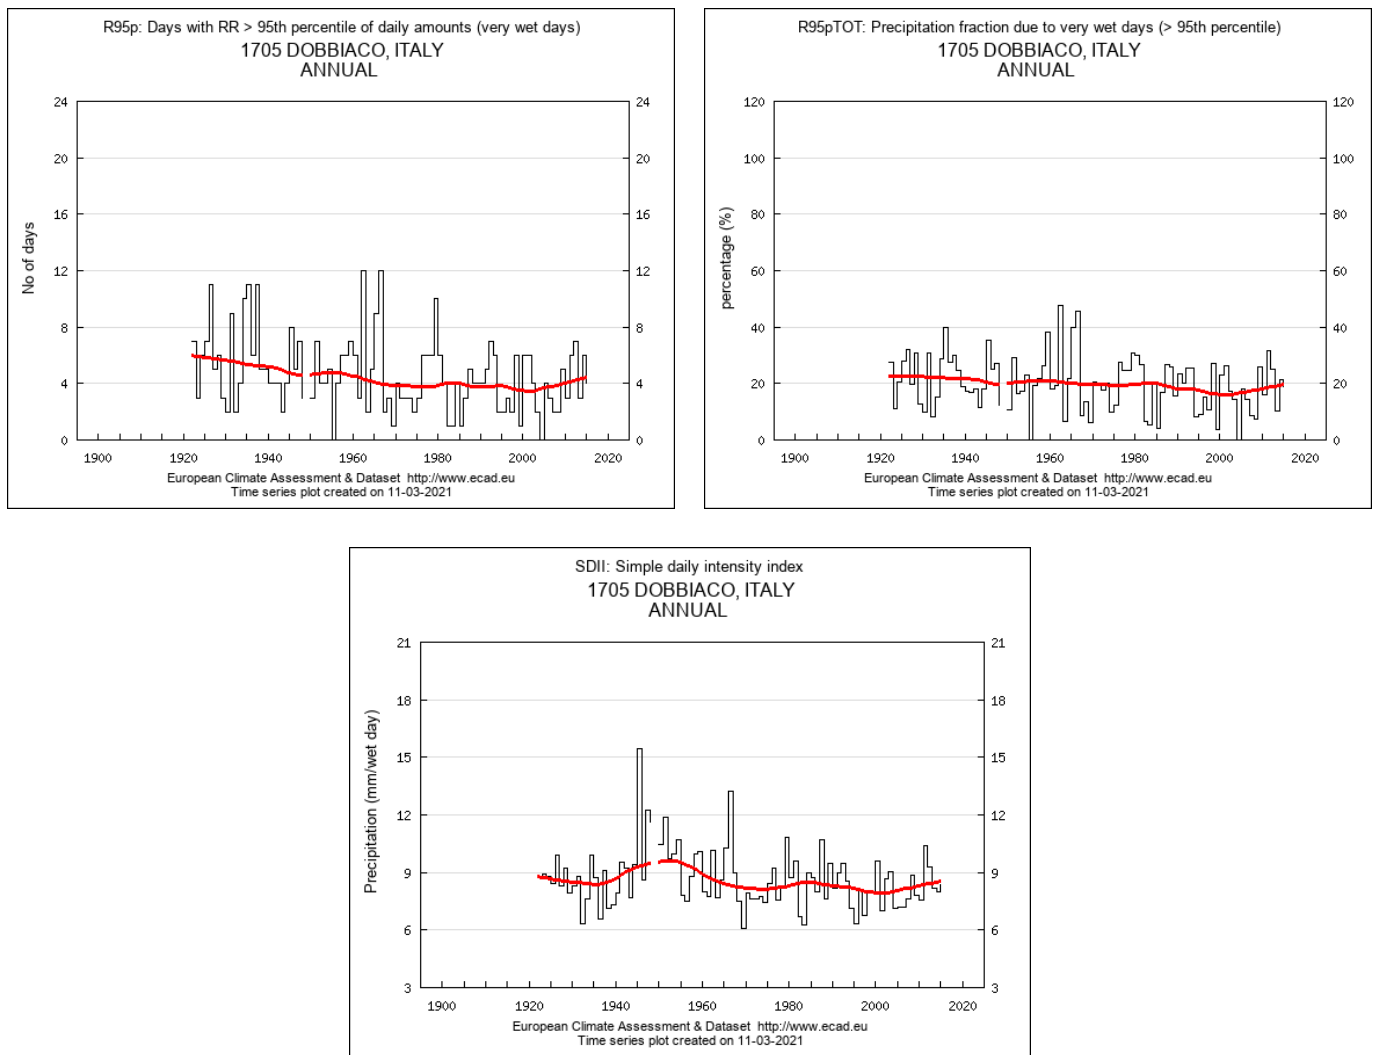 R95p: Days with RR > 95th percentile of daily amounts (very wet days)
1705 DOBBIACO, ITALY
ANNUAL
No of days
24 24
20 20
16 16
12 12
8 8
4 4
0 0
1900 1920 1940 1960 1980 2000 2020
European Climate Assessment & Dataset http://www.ecad.eu
Time series plot created on 11-03-2021
R95pTOT: Precipitation fraction due to very wet days (> 95th percentile)
1705 DOBBIACO, ITALY
ANNUAL
percentage (%)
120 120
100 100
80 80
60 60
40 40
20 20
0 0
1900 1920 1940 1960 1980 2000 2020
European Climate Assessment & Dataset http://www.ecad.eu
Time series plot created on 11-03-2021
SDII: Simple daily intensity index
1705 DOBBIACO, ITALY
ANNUAL
Precipitation (mm/wet day)
21 21
18 18
15 15
12 12
9 9
6 6
3 3
1900 1920 1940 1960 1980 2000 2020
European Climate Assessment & Dataset http://www.ecad.eu
Time series plot created on 11-03-2021